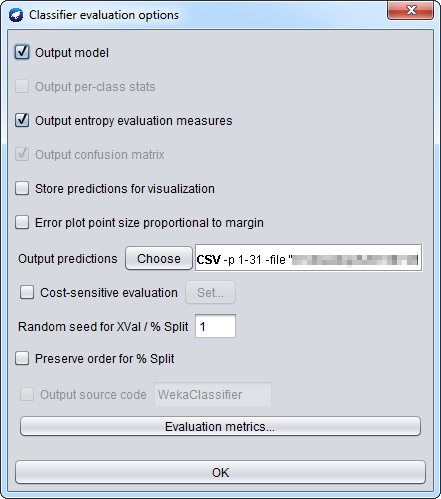 Classifier evaluation options
Output model
Output per-class stats
Output entropy evaluation measures
Output confusion matrix
Store predictions for visualization
Error plot point size proportional to margin
Output predictions Choose CSV -p 1-31 -file "
Cost-sensitive evaluation Set...
Random seed for XVal / % Split 1
Preserve order for % Split
Output source code WekaClassifier
Evaluation metrics...
OK